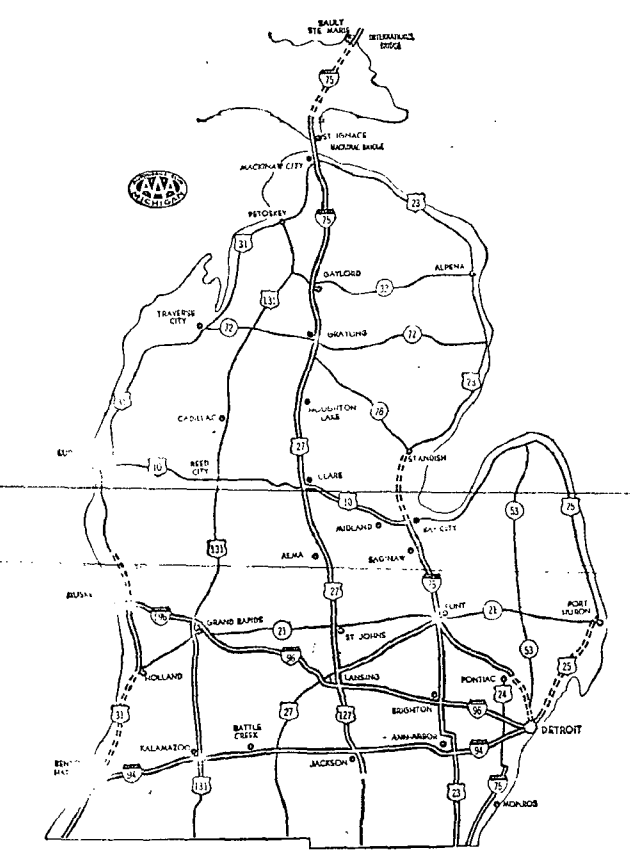 SAULT
STE MARIE
INTERNATIONAL
BRIDGE
75
ST IGNACE
MACKINAC BRIDGE
MACKINAW CITY
AAA
MICHIGAN
23
PETOSKEY
75
31
ALPENA
GAYLORD
32
131
TRAVERSE
CITY
72
GRAYLING
72
23
HOUGHTON
LAKE
76
CADILLAC
27
STANDISH
10
REED
CITY
CLARE
10
53
25
MIDLAND
BAY CITY
131
ALMA
SAGINAW
27
75
96
GRAND RAPIDS
21
ST JOHNS
FLINT
21
PORT
HURON
96
53
25
HOLLAND
LANSING
PONTIAC
24
31
27
127
BRIGHTON
96
BATTLE
CREEK
KALAMAZOO
ANN ARBOR
94
DETROIT
94
JACKSON
131
23
75
MONROE